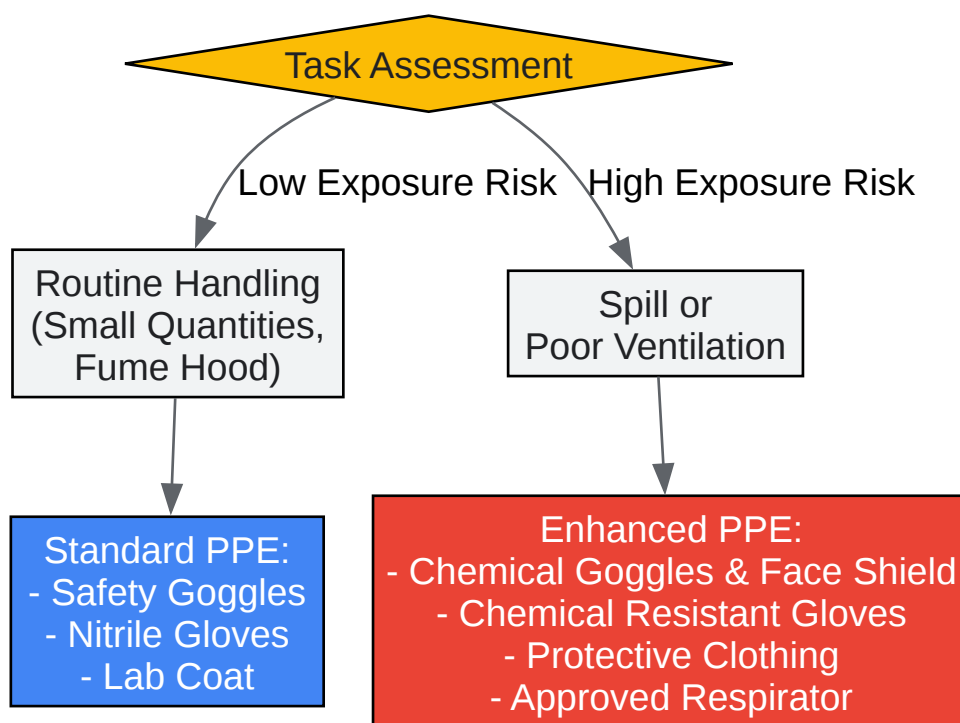 Task Assessment
Low Exposure Risk
High Exposure Risk
Routine Handling
(Small Quantities,
Fume Hood)
Spill or
Poor Ventilation
Standard PPE:
- Safety Goggles
- Nitrile Gloves
- Lab Coat
Enhanced PPE:
- Chemical Goggles & Face Shield
- Chemical Resistant Gloves
- Protective Clothing
- Approved Respirator